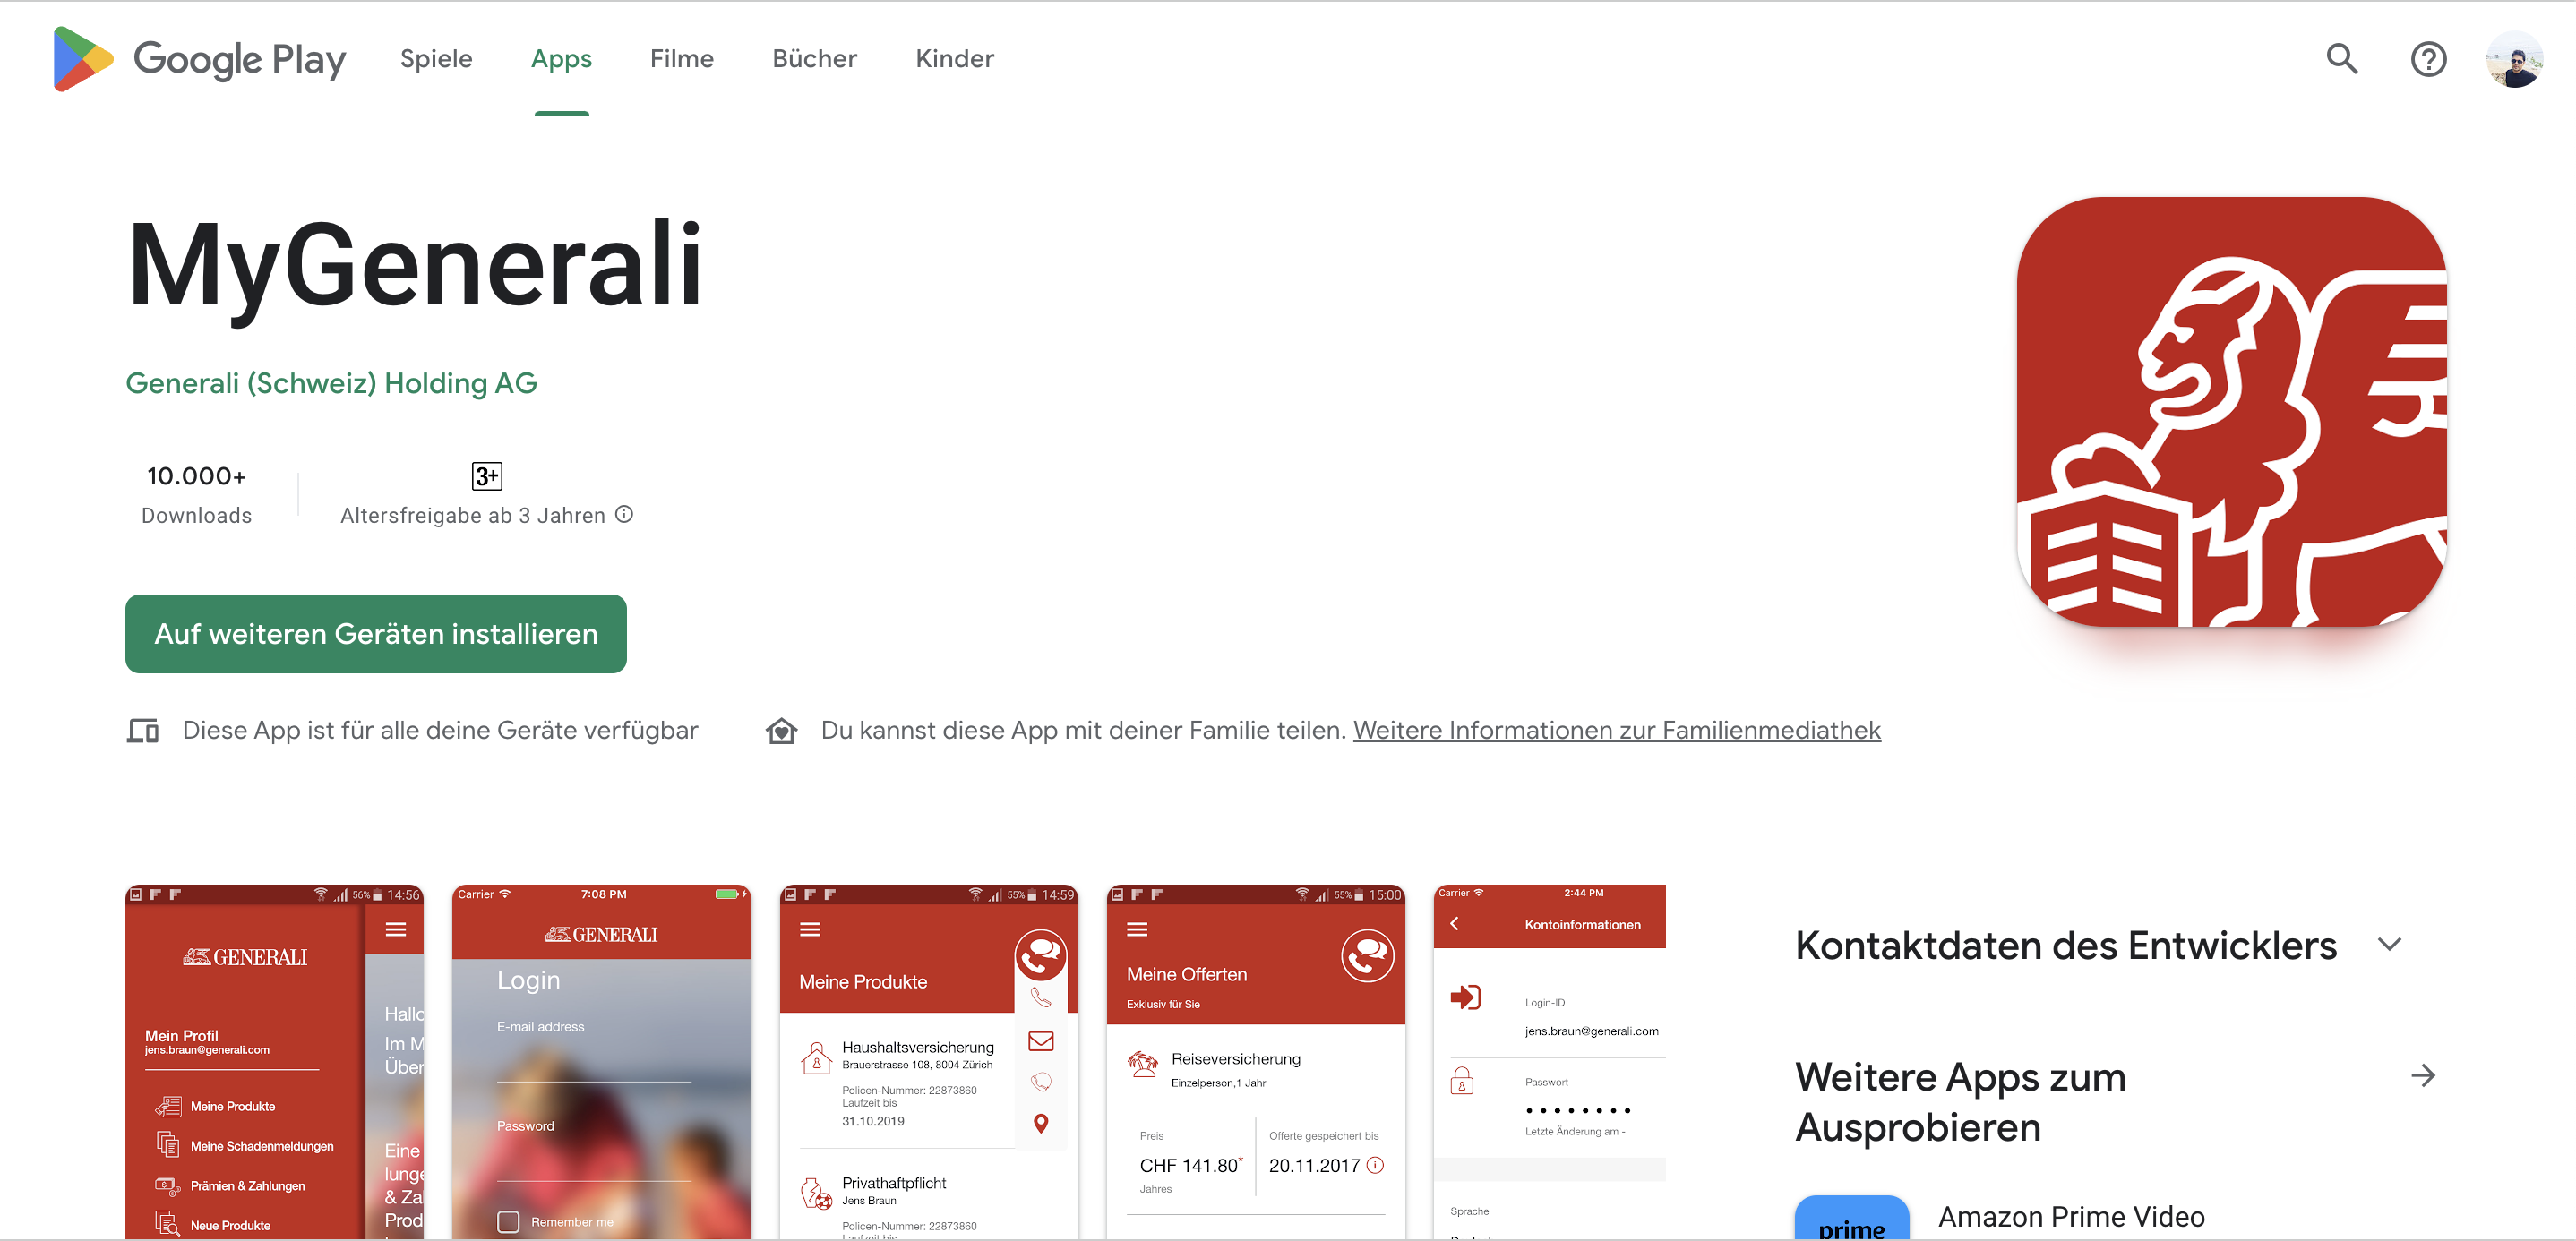 Google Play Spiele Apps Filme Bücher Kinder
MyGenerali
Generali (Schweiz) Holding AG
10.000+
Downloads
3+
Altersfreigabe ab 3 Jahren
Auf weiteren Geräten installieren
Diese App ist für alle deine Geräte verfügbar
Du kannst diese App mit deiner Familie teilen. Weitere Informationen zur Familienmediathek
56% 14:56
GENERALI
Mein Profil
jens.braun@generali.com
Meine Produkte
Meine Schadenmeldungen
Prämien & Zahlungen
Neue Produkte
Hallo
Im M
Über
Eine
lunge
& Za
Prod
Carrier 7:08 PM
GENERALI
Login
E-mail address
Password
Remember me
55% 14:59
Meine Produkte
Haushaltsversicherung
Brauerstrasse 108, 8004 Zürich
Policen-Nummer: 22873860
Laufzeit bis
31.10.2019
Privathaftpflicht
Jens Braun
Policen-Nummer: 22873860
Laufzeit bis
55% 15:00
Meine Offerten
Exklusiv für Sie
Reiseversicherung
Einzelperson,1 Jahr
Preis
CHF 141.80*
Jahres
Offerte gespeichert bis
20.11.2017
Carrier 2:44 PM
Kontoinformationen
Login-ID
jens.braun@generali.com
Passwort
••••••••
Letzte Änderung am -
Sprache
Kontaktdaten des Entwicklers
Weitere Apps zum
Ausprobieren
prime
Amazon Prime Video